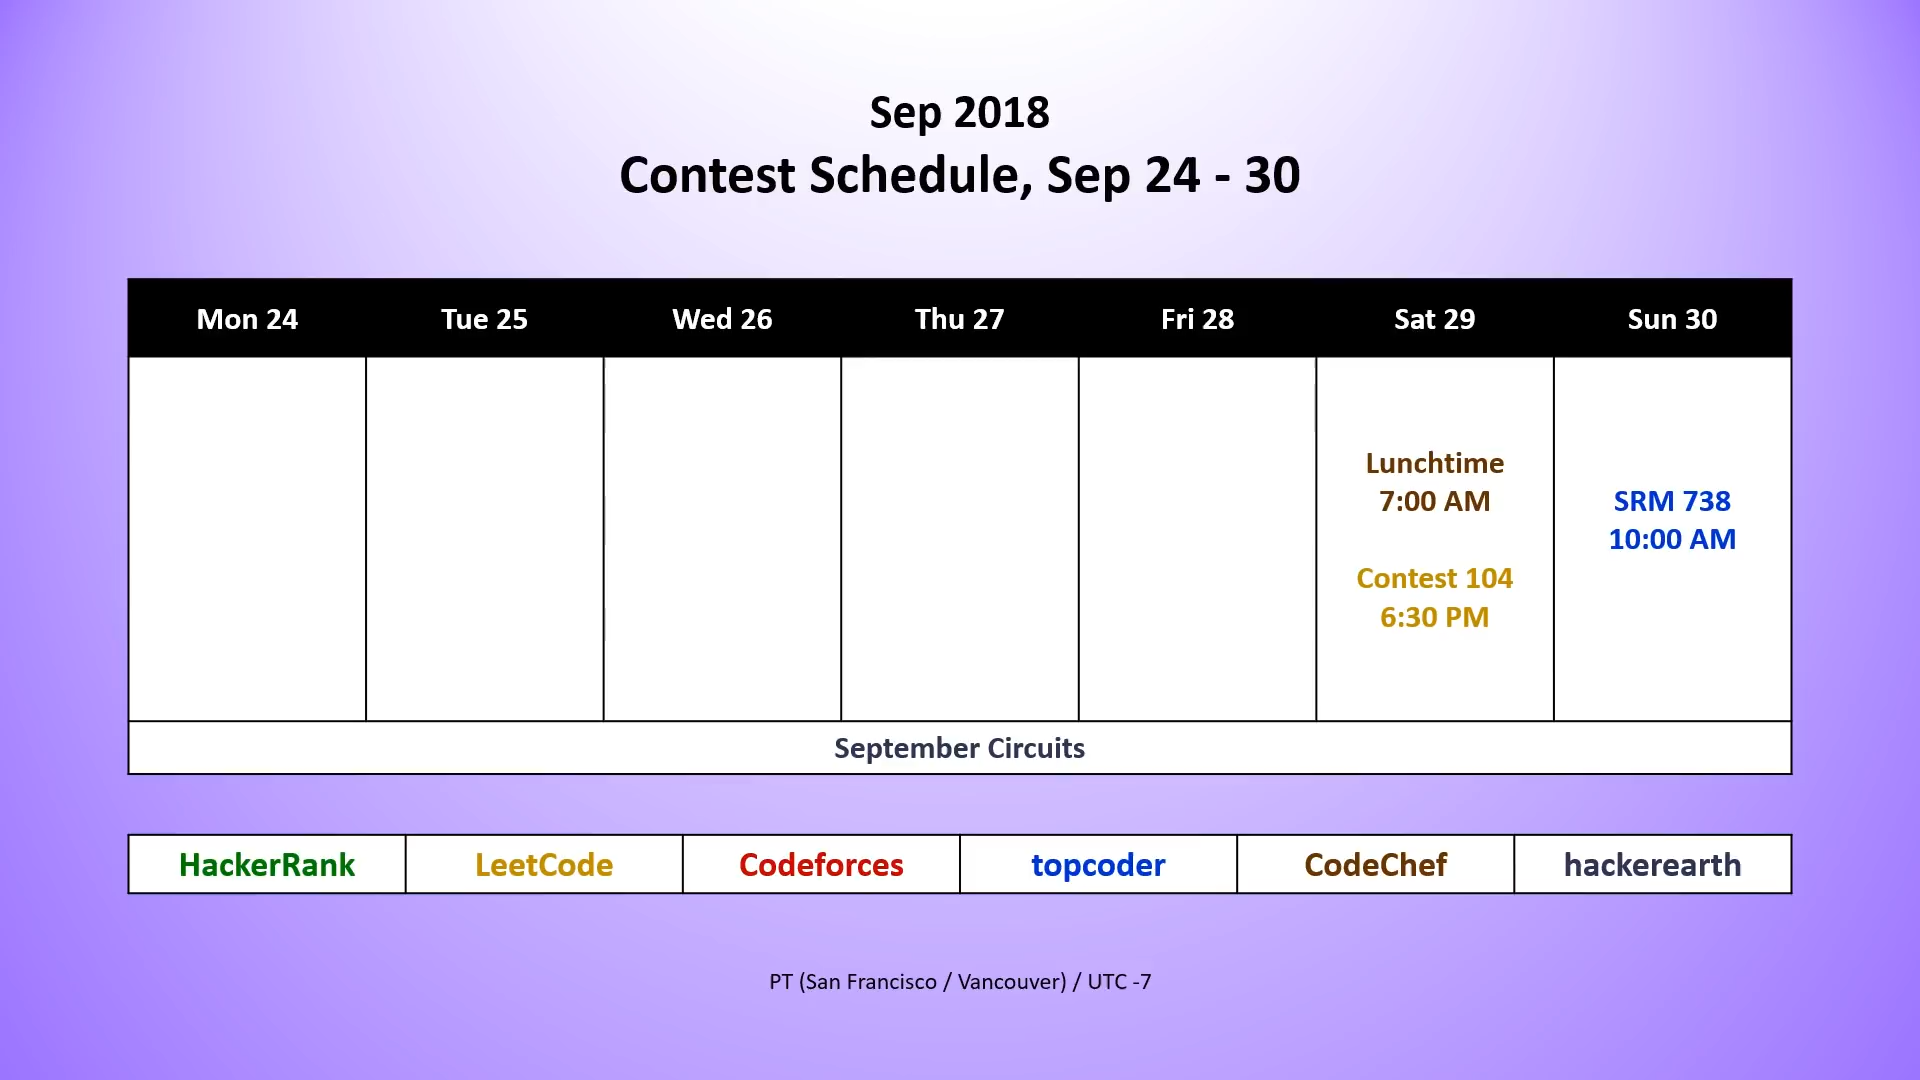 Sep 2018
Contest Schedule, Sep 24 - 30
Mon 24 Tue 25 Wed 26 Thu 27 Fri 28 Sat 29 Sun 30
Lunchtime
7:00 AM
Contest 104
6:30 PM
SRM 738
10:00 AM
September Circuits
HackerRank LeetCode Codeforces topcoder CodeChef hackerearth
PT (San Francisco / Vancouver) / UTC -7